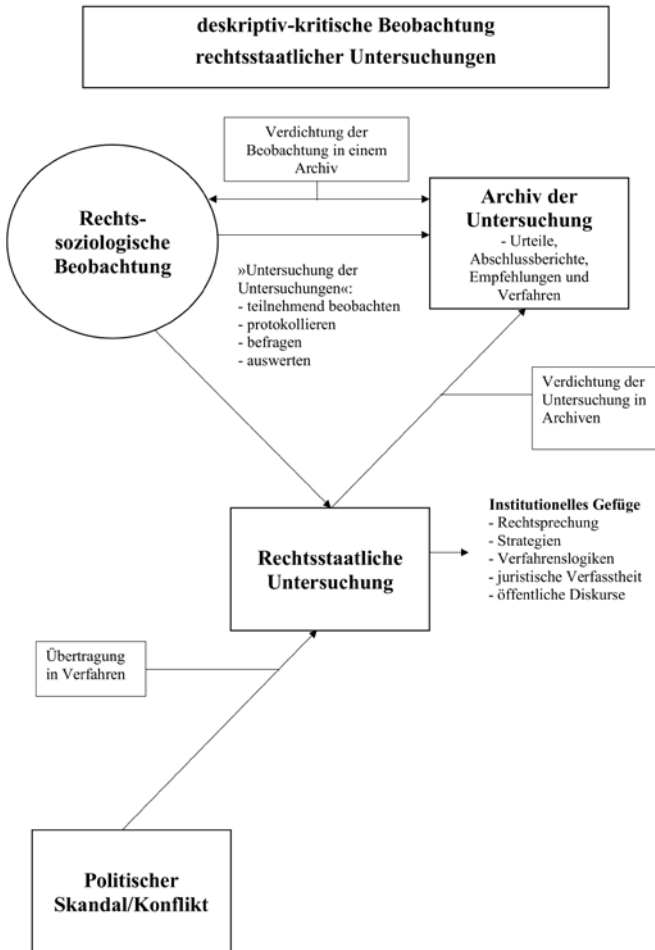 deskriptiv-kritische Beobachtung
rechtsstaatlicher Untersuchungen
Verdichtung der
Beobachtung in einem
Archiv
Rechts-
soziologische
Beobachtung
Archiv der
Untersuchung
- Urteile,
Abschlussberichte,
Empfehlungen und
Verfahren
»Untersuchung der
Untersuchungen«:
- teilnehmend beobachten
- protokollieren
- befragen
- auswerten
Verdichtung der
Untersuchung in
Archiven
Rechtsstaatliche
Untersuchung
Institutionelles Gefüge
- Rechtsprechung
- Strategien
- Verfahrenslogiken
- juristische Verfasstheit
- öffentliche Diskurse
Übertragung
in Verfahren
Politischer
Skandal/Konflikt